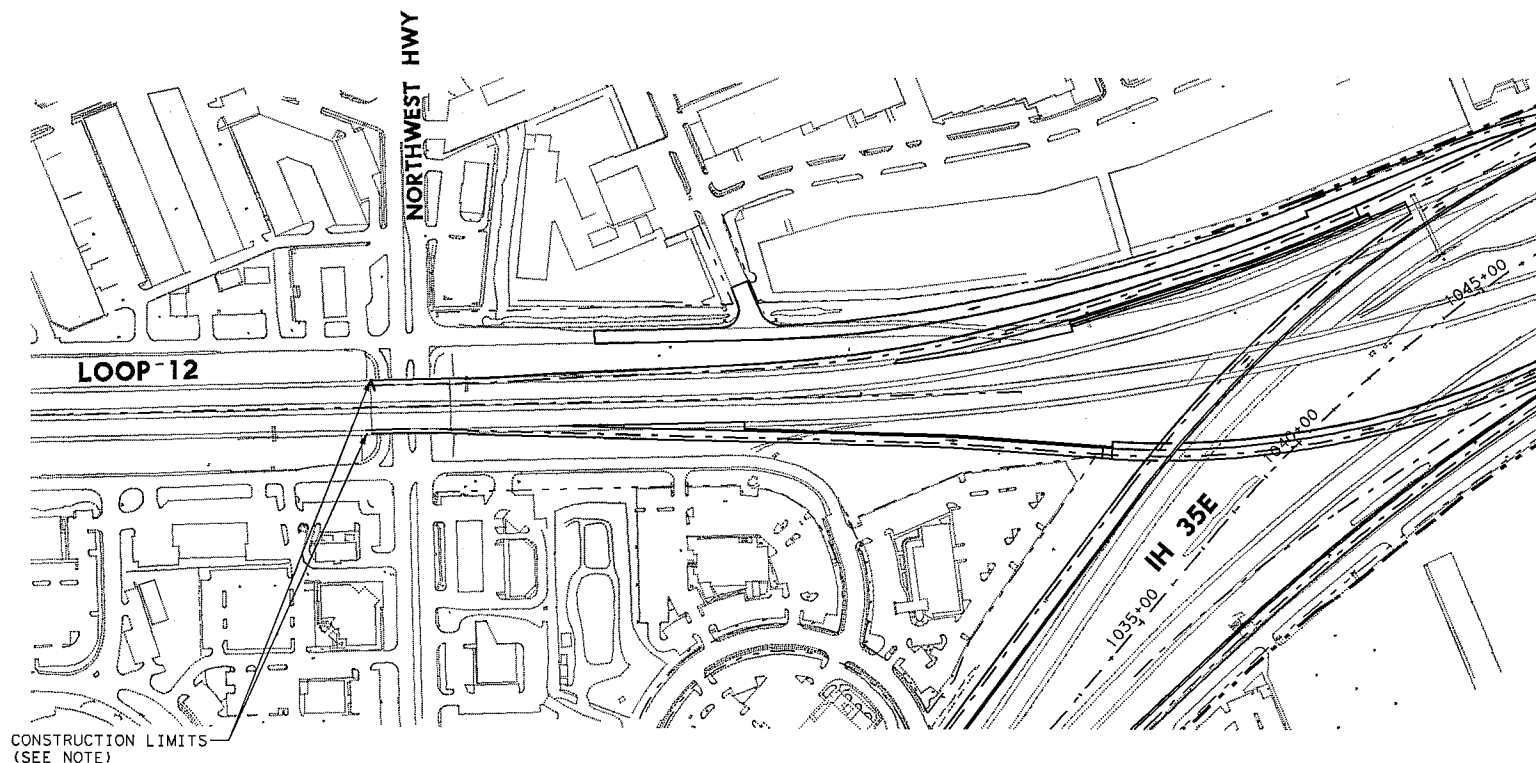 NORTHWEST HWY
LOOP-12
1045+00
1040+00
IH 35E
1035+00
CONSTRUCTION LIMITS
(SEE NOTE)